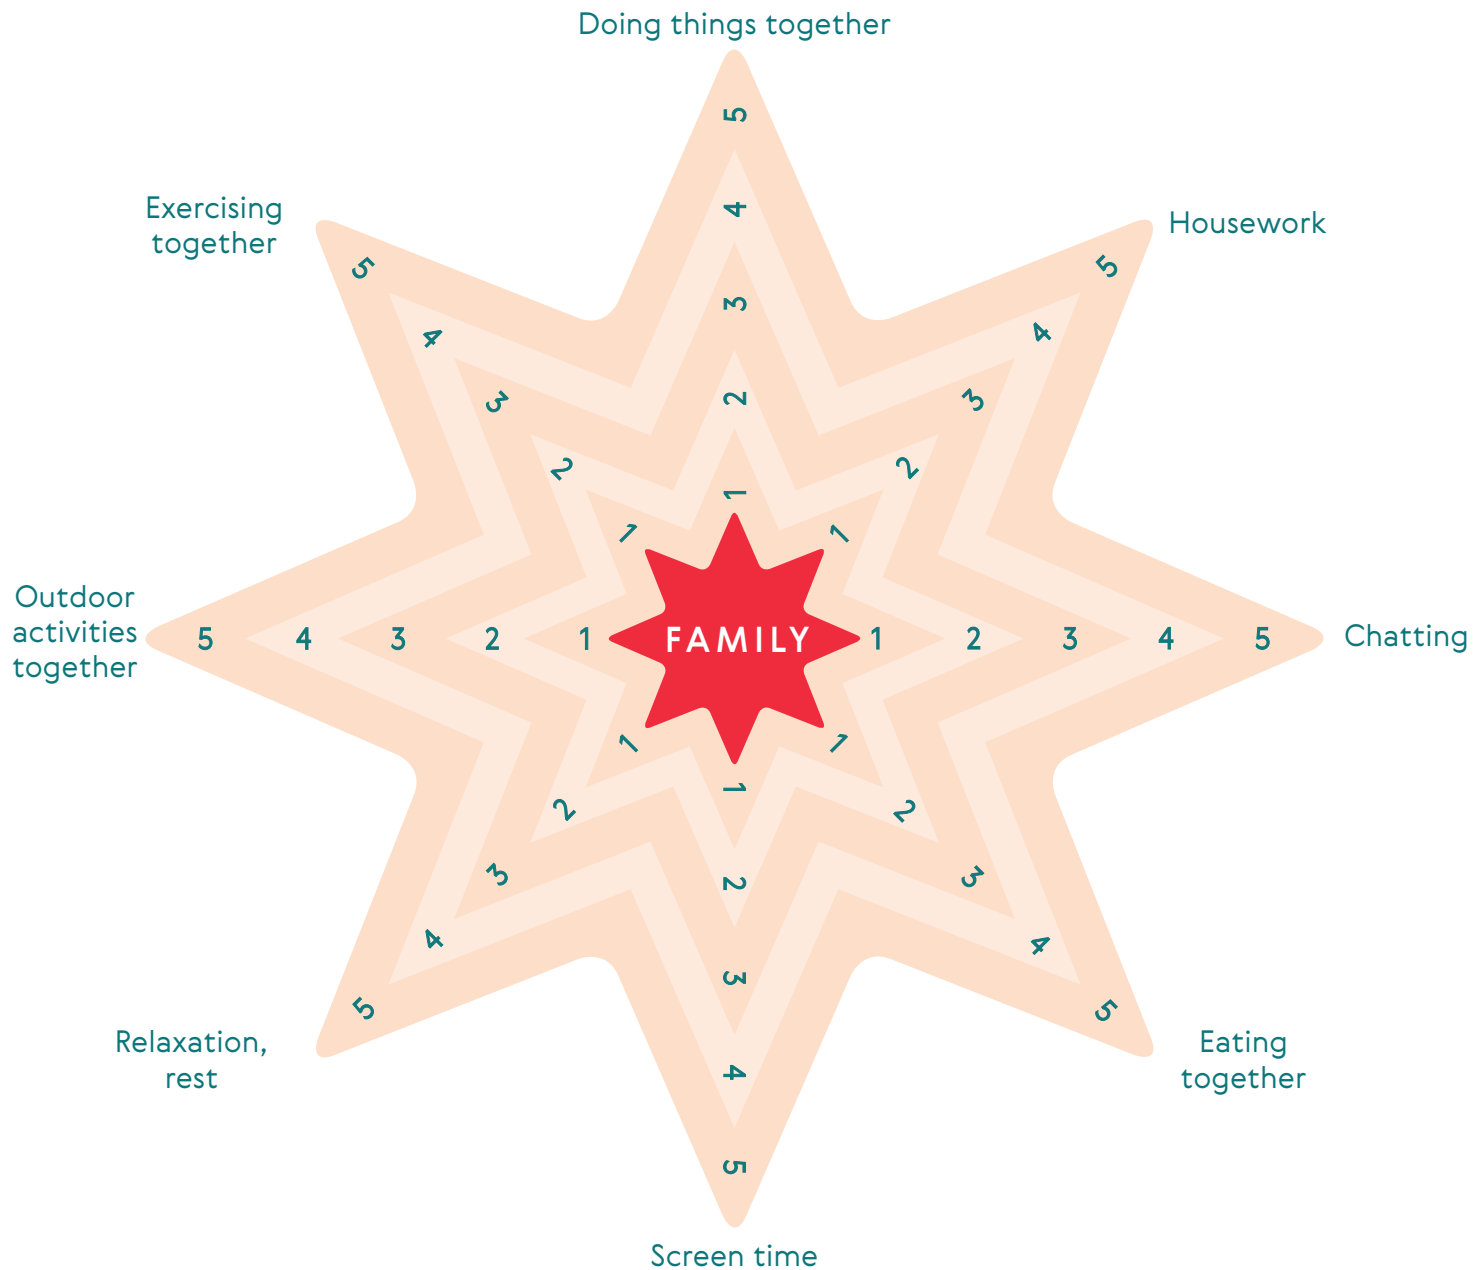 Doing things together
5
4
3
2
1
Exercising
together
5
4
3
2
1
Housework
5
4
3
2
1
Outdoor
activities
together
5 4 3 2 1 FAMILY 1 2 3 4 5
Chatting
1
2
3
4
5
Relaxation,
rest
1
2
3
4
5
Eating
together
1
2
3
4
5
Screen time